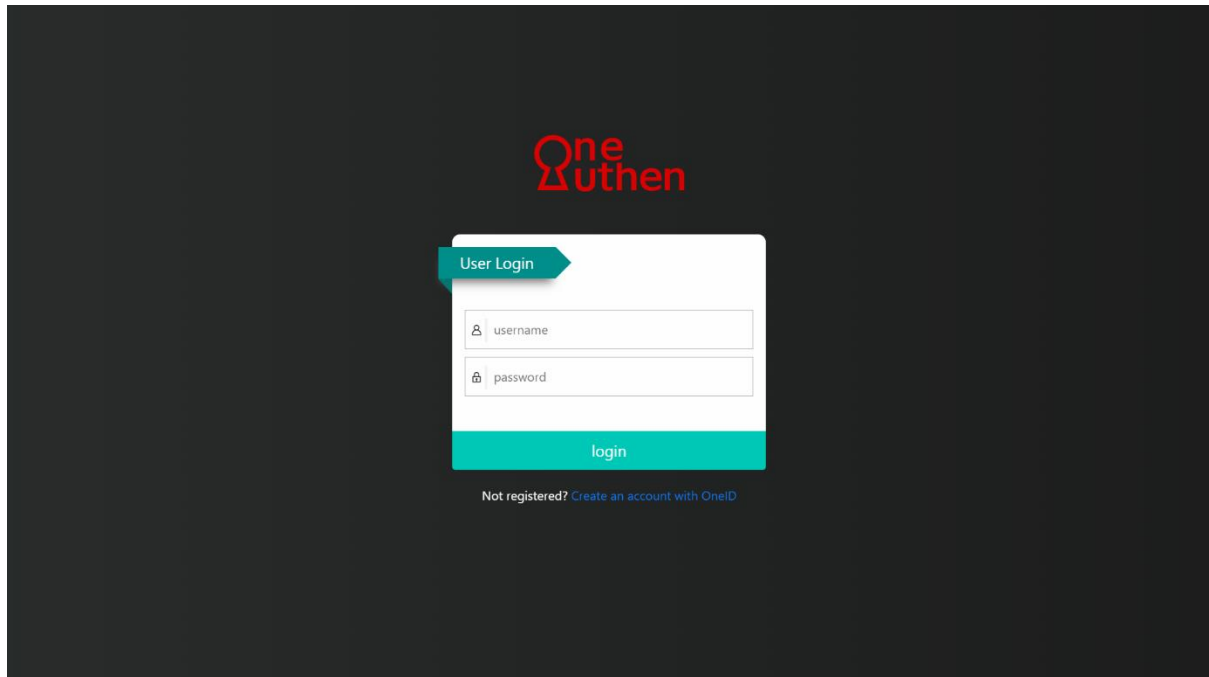 One
Authen
User Login
username
password
login
Not registered? Create an account with OneID